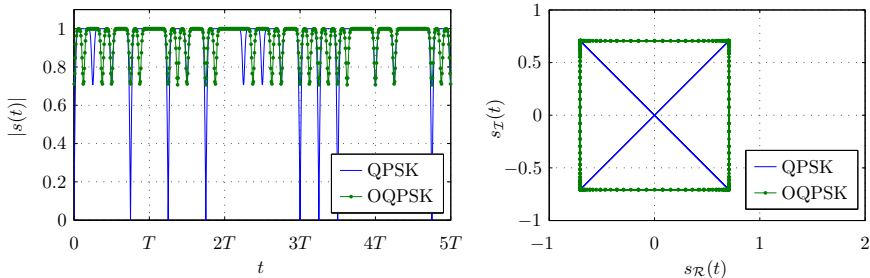 1
0.8
0.6
0.4
0.2
0
|s(t)|
QPSK
OQPSK
0 T 2T 3T 4T 5T
t
1
0.5
0
−0.5
−1
s_I(t)
QPSK
OQPSK
−1 0 1 2
s_R(t)